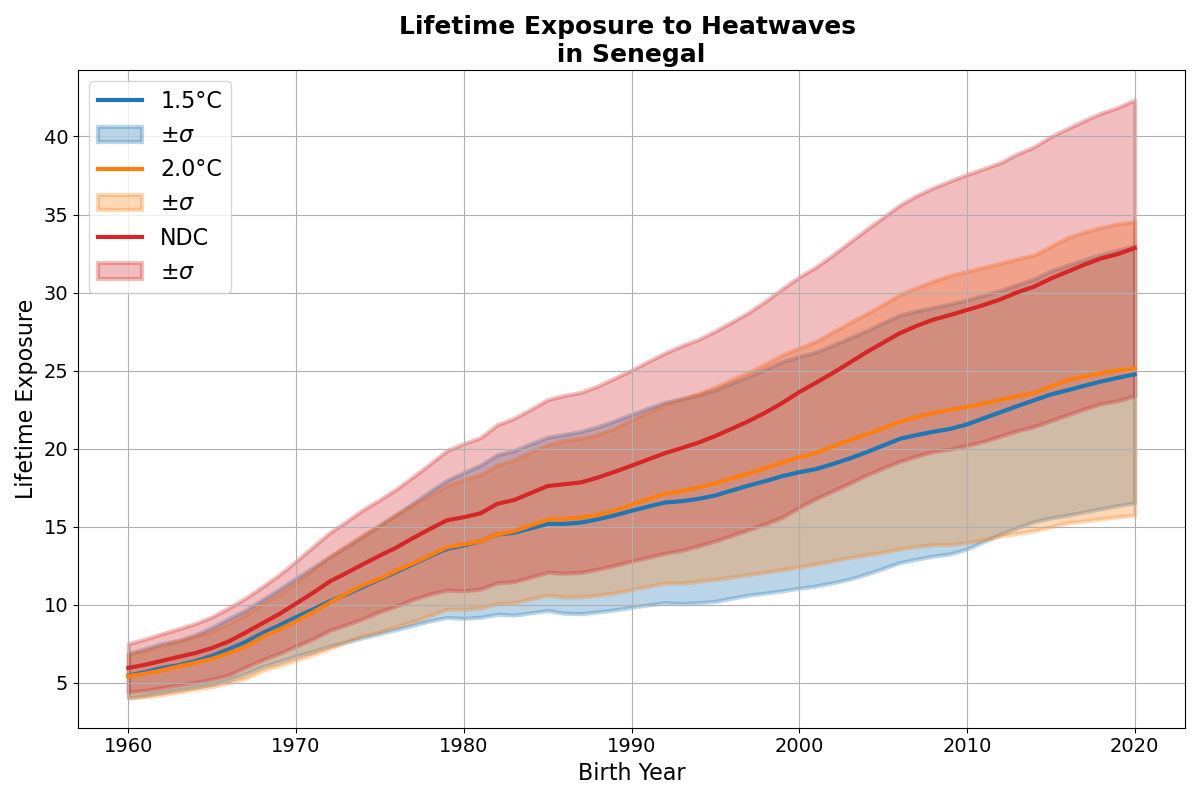 Lifetime Exposure to Heatwaves
in Senegal
1.5°C
±σ
2.0°C
±σ
NDC
±σ
Lifetime Exposure
40
35
30
25
20
15
10
5
1960 1970 1980 1990 2000 2010 2020
Birth Year